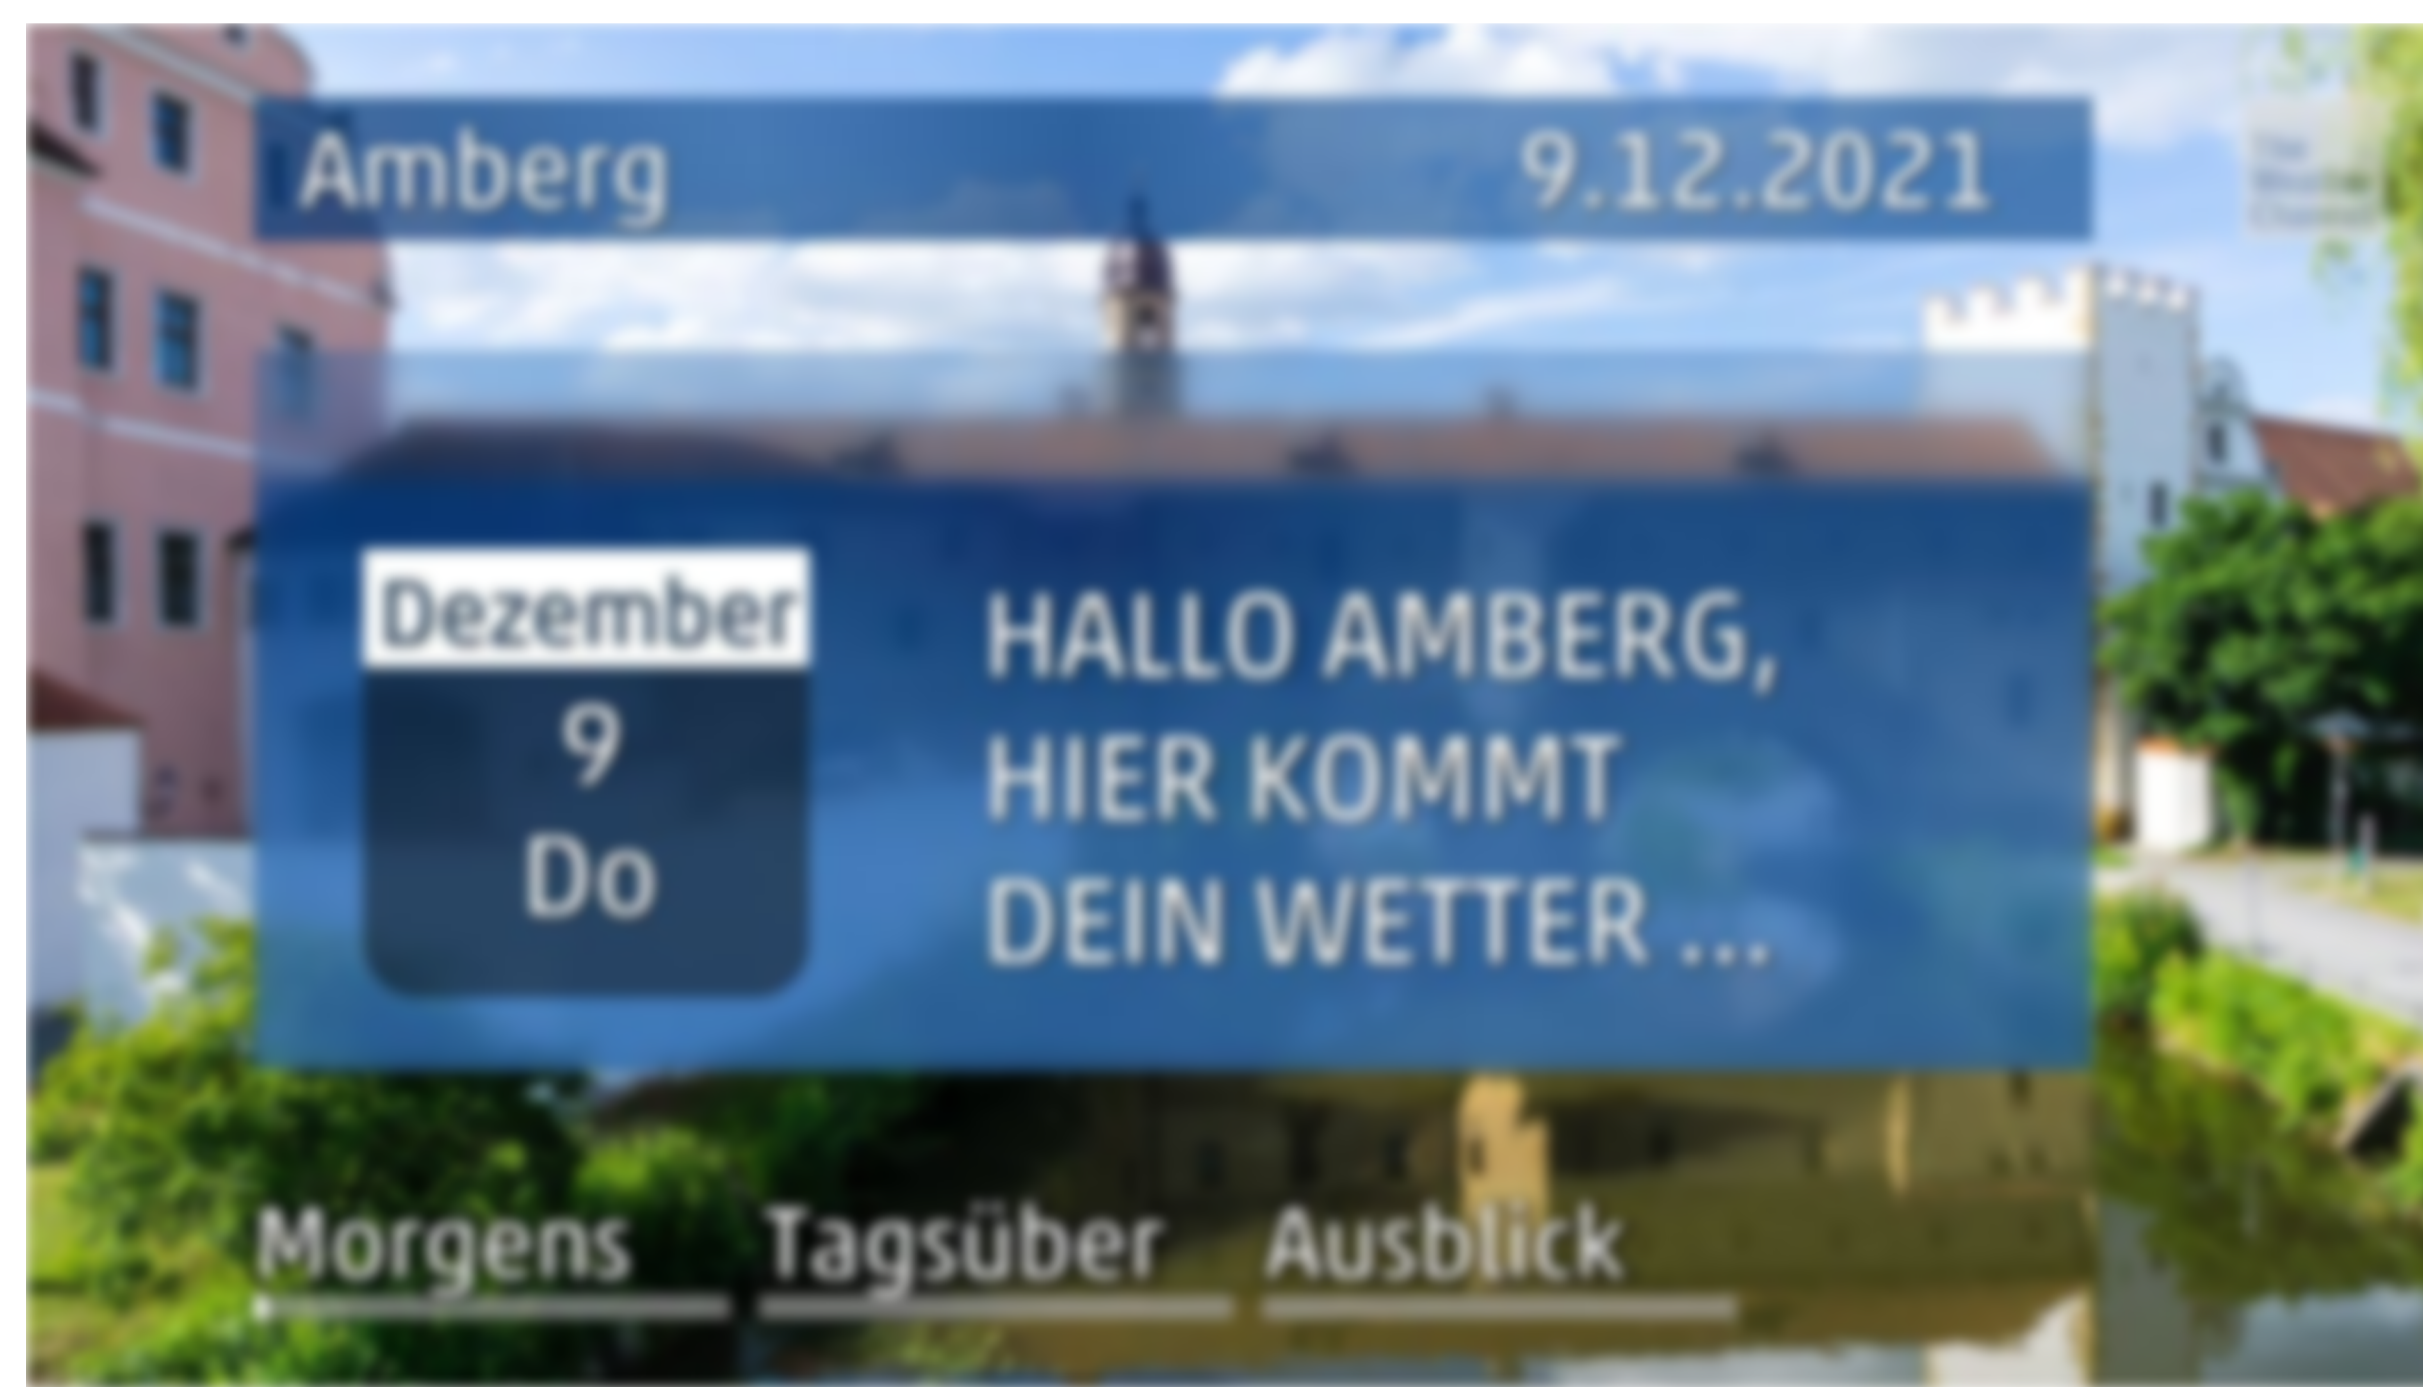 Amberg 9.12.2021
Dezember
9
Do
HALLO AMBERG,
HIER KOMMT
DEIN WETTER ...
Morgens Tagsüber Ausblick